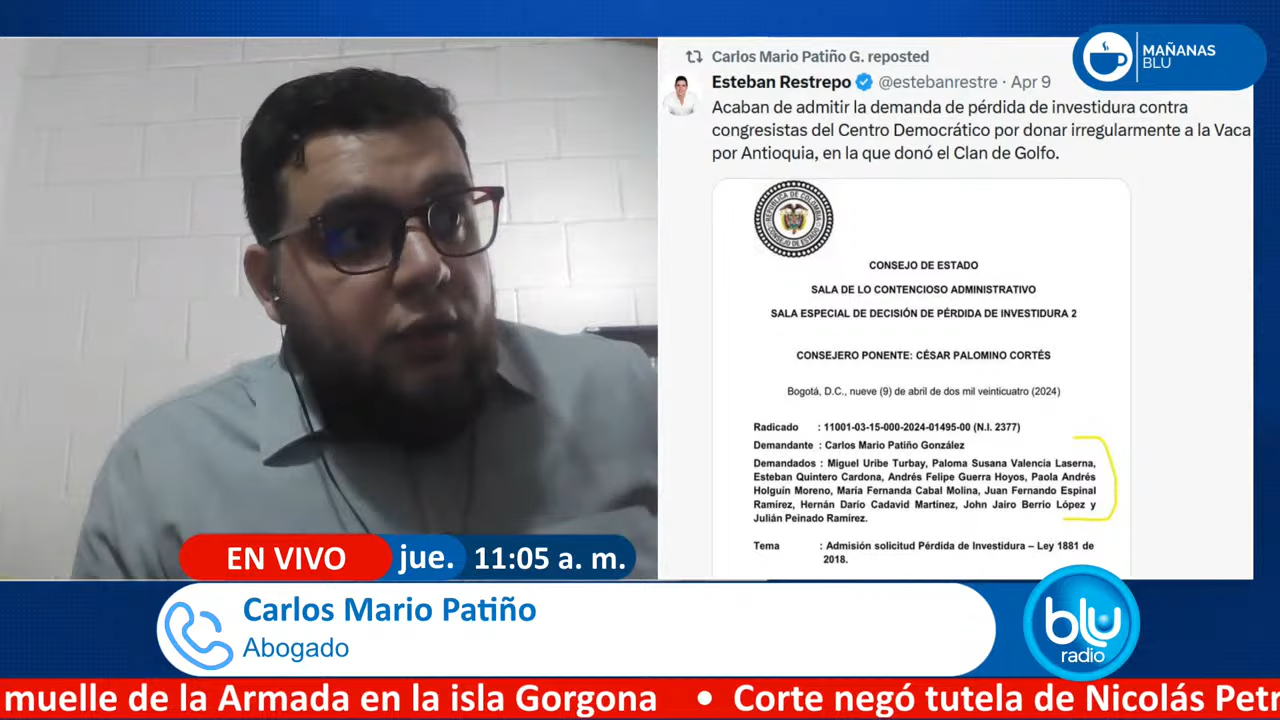 MAÑANAS
BLU
Carlos Mario Patiño G. reposted
Esteban Restrepo @estebanrestre · Apr 9
Acaban de admitir la demanda de pérdida de investidura contra
congresistas del Centro Democrático por donar irregularmente a la Vaca
por Antioquia, en la que donó el Clan de Golfo.
REPÚBLICA DE COLOMBIA
CONSEJO DE ESTADO
CONSEJO DE ESTADO
SALA DE LO CONTENCIOSO ADMINISTRATIVO
SALA ESPECIAL DE DECISIÓN DE PÉRDIDA DE INVESTIDURA 2
CONSEJERO PONENTE: CÉSAR PALOMINO CORTÉS
Bogotá, D.C., nueve (9) de abril de dos mil veinticuatro (2024)
Radicado : 11001-03-15-000-2024-01495-00 (N.I. 2377)
Demandante : Carlos Mario Patiño González
Demandados : Miguel Uribe Turbay, Paloma Susana Valencia Laserna,
Esteban Quintero Cardona, Andrés Felipe Guerra Hoyos, Paola Andrés
Holguín Moreno, María Fernanda Cabal Molina, Juan Fernando Espinal
Ramírez, Hernán Darío Cadavid Martínez, John Jairo Berrio López y
Julián Peinado Ramírez.
Tema : Admisión solicitud Pérdida de Investidura – Ley 1881 de
2018.
EN VIVO jue. 11:05 a. m.
Carlos Mario Patiño
Abogado
blu
radio
muelle de la Armada en la isla Gorgona • Corte negó tutela de Nicolás Petr